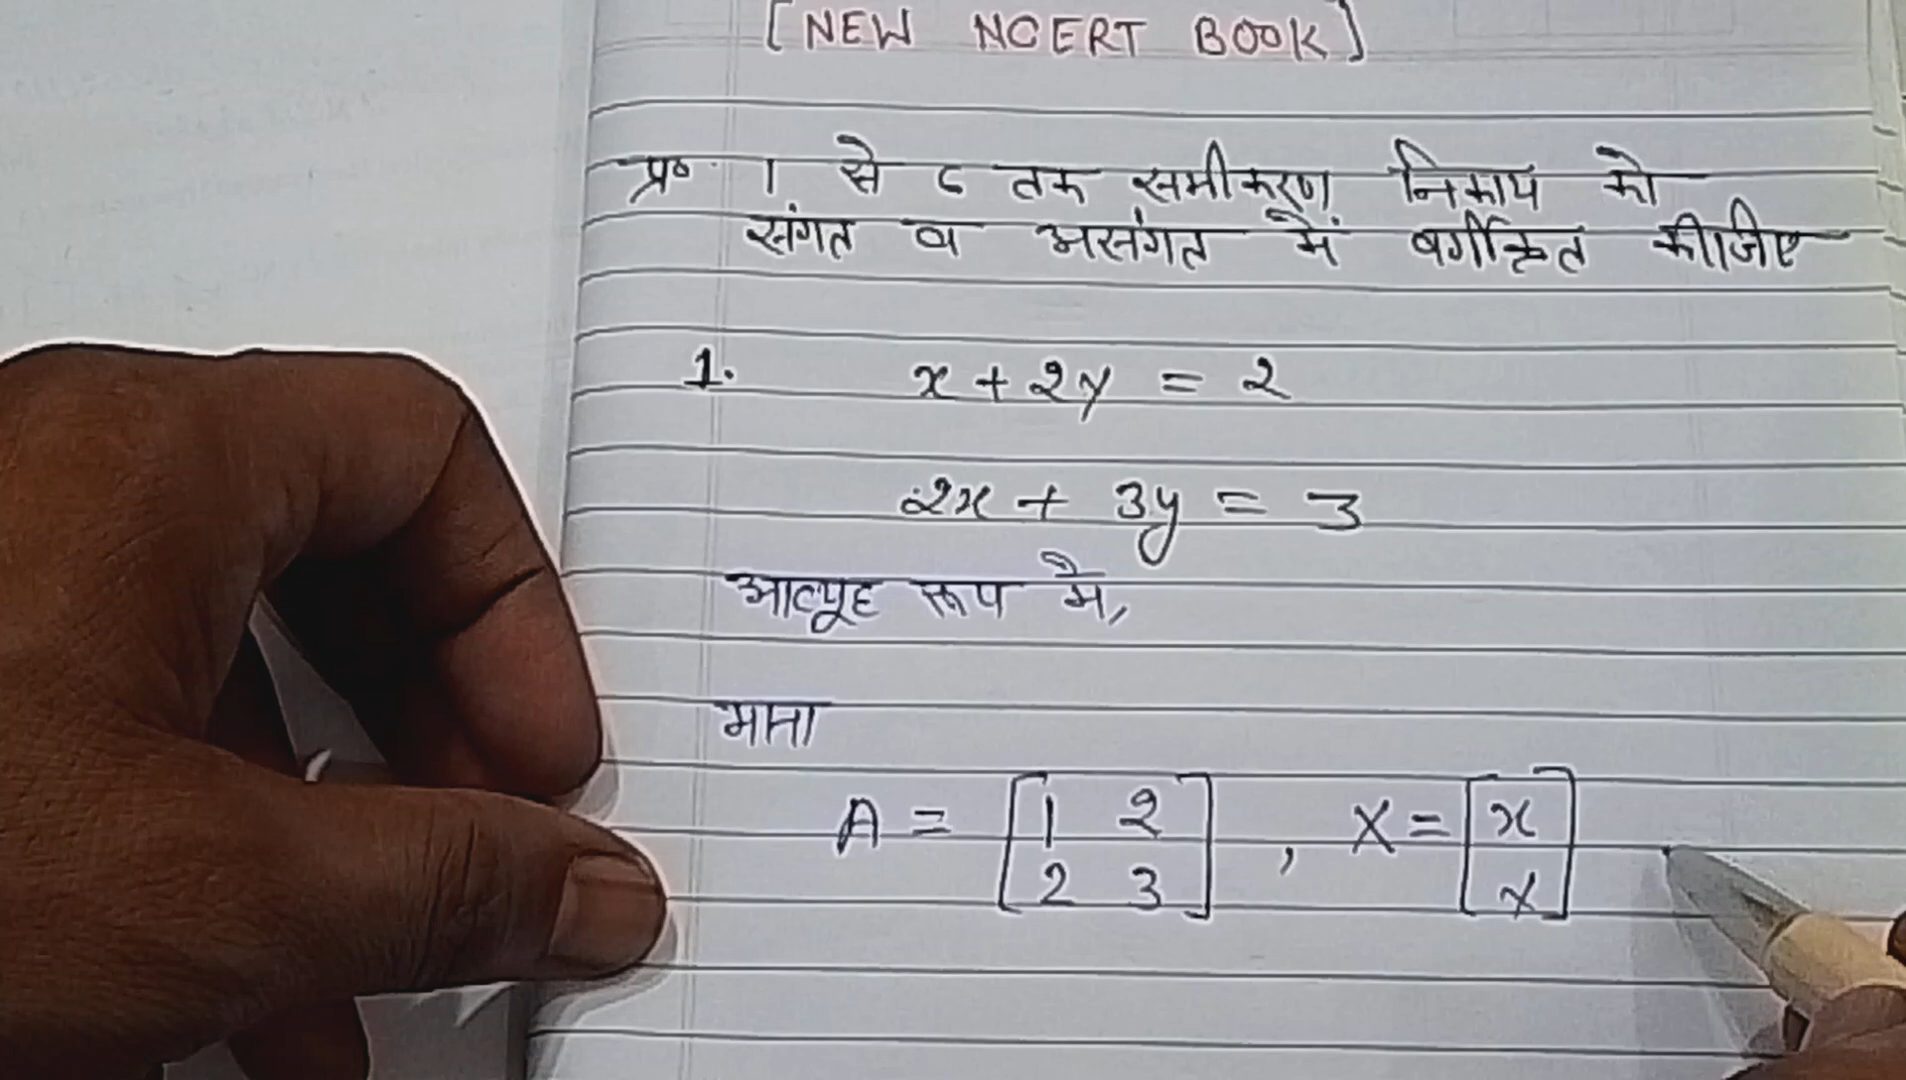 [NEW NCERT BOOK]
प्र॰ 1 से 6 तक समीकरण निकाय को
संगत व असंगत में वर्गीकृत कीजिए
1. x + 2y = 2
2x + 3y = 3
आव्यूह रूप में,
माना
A = [1 2 , X = [x
2 3] y]